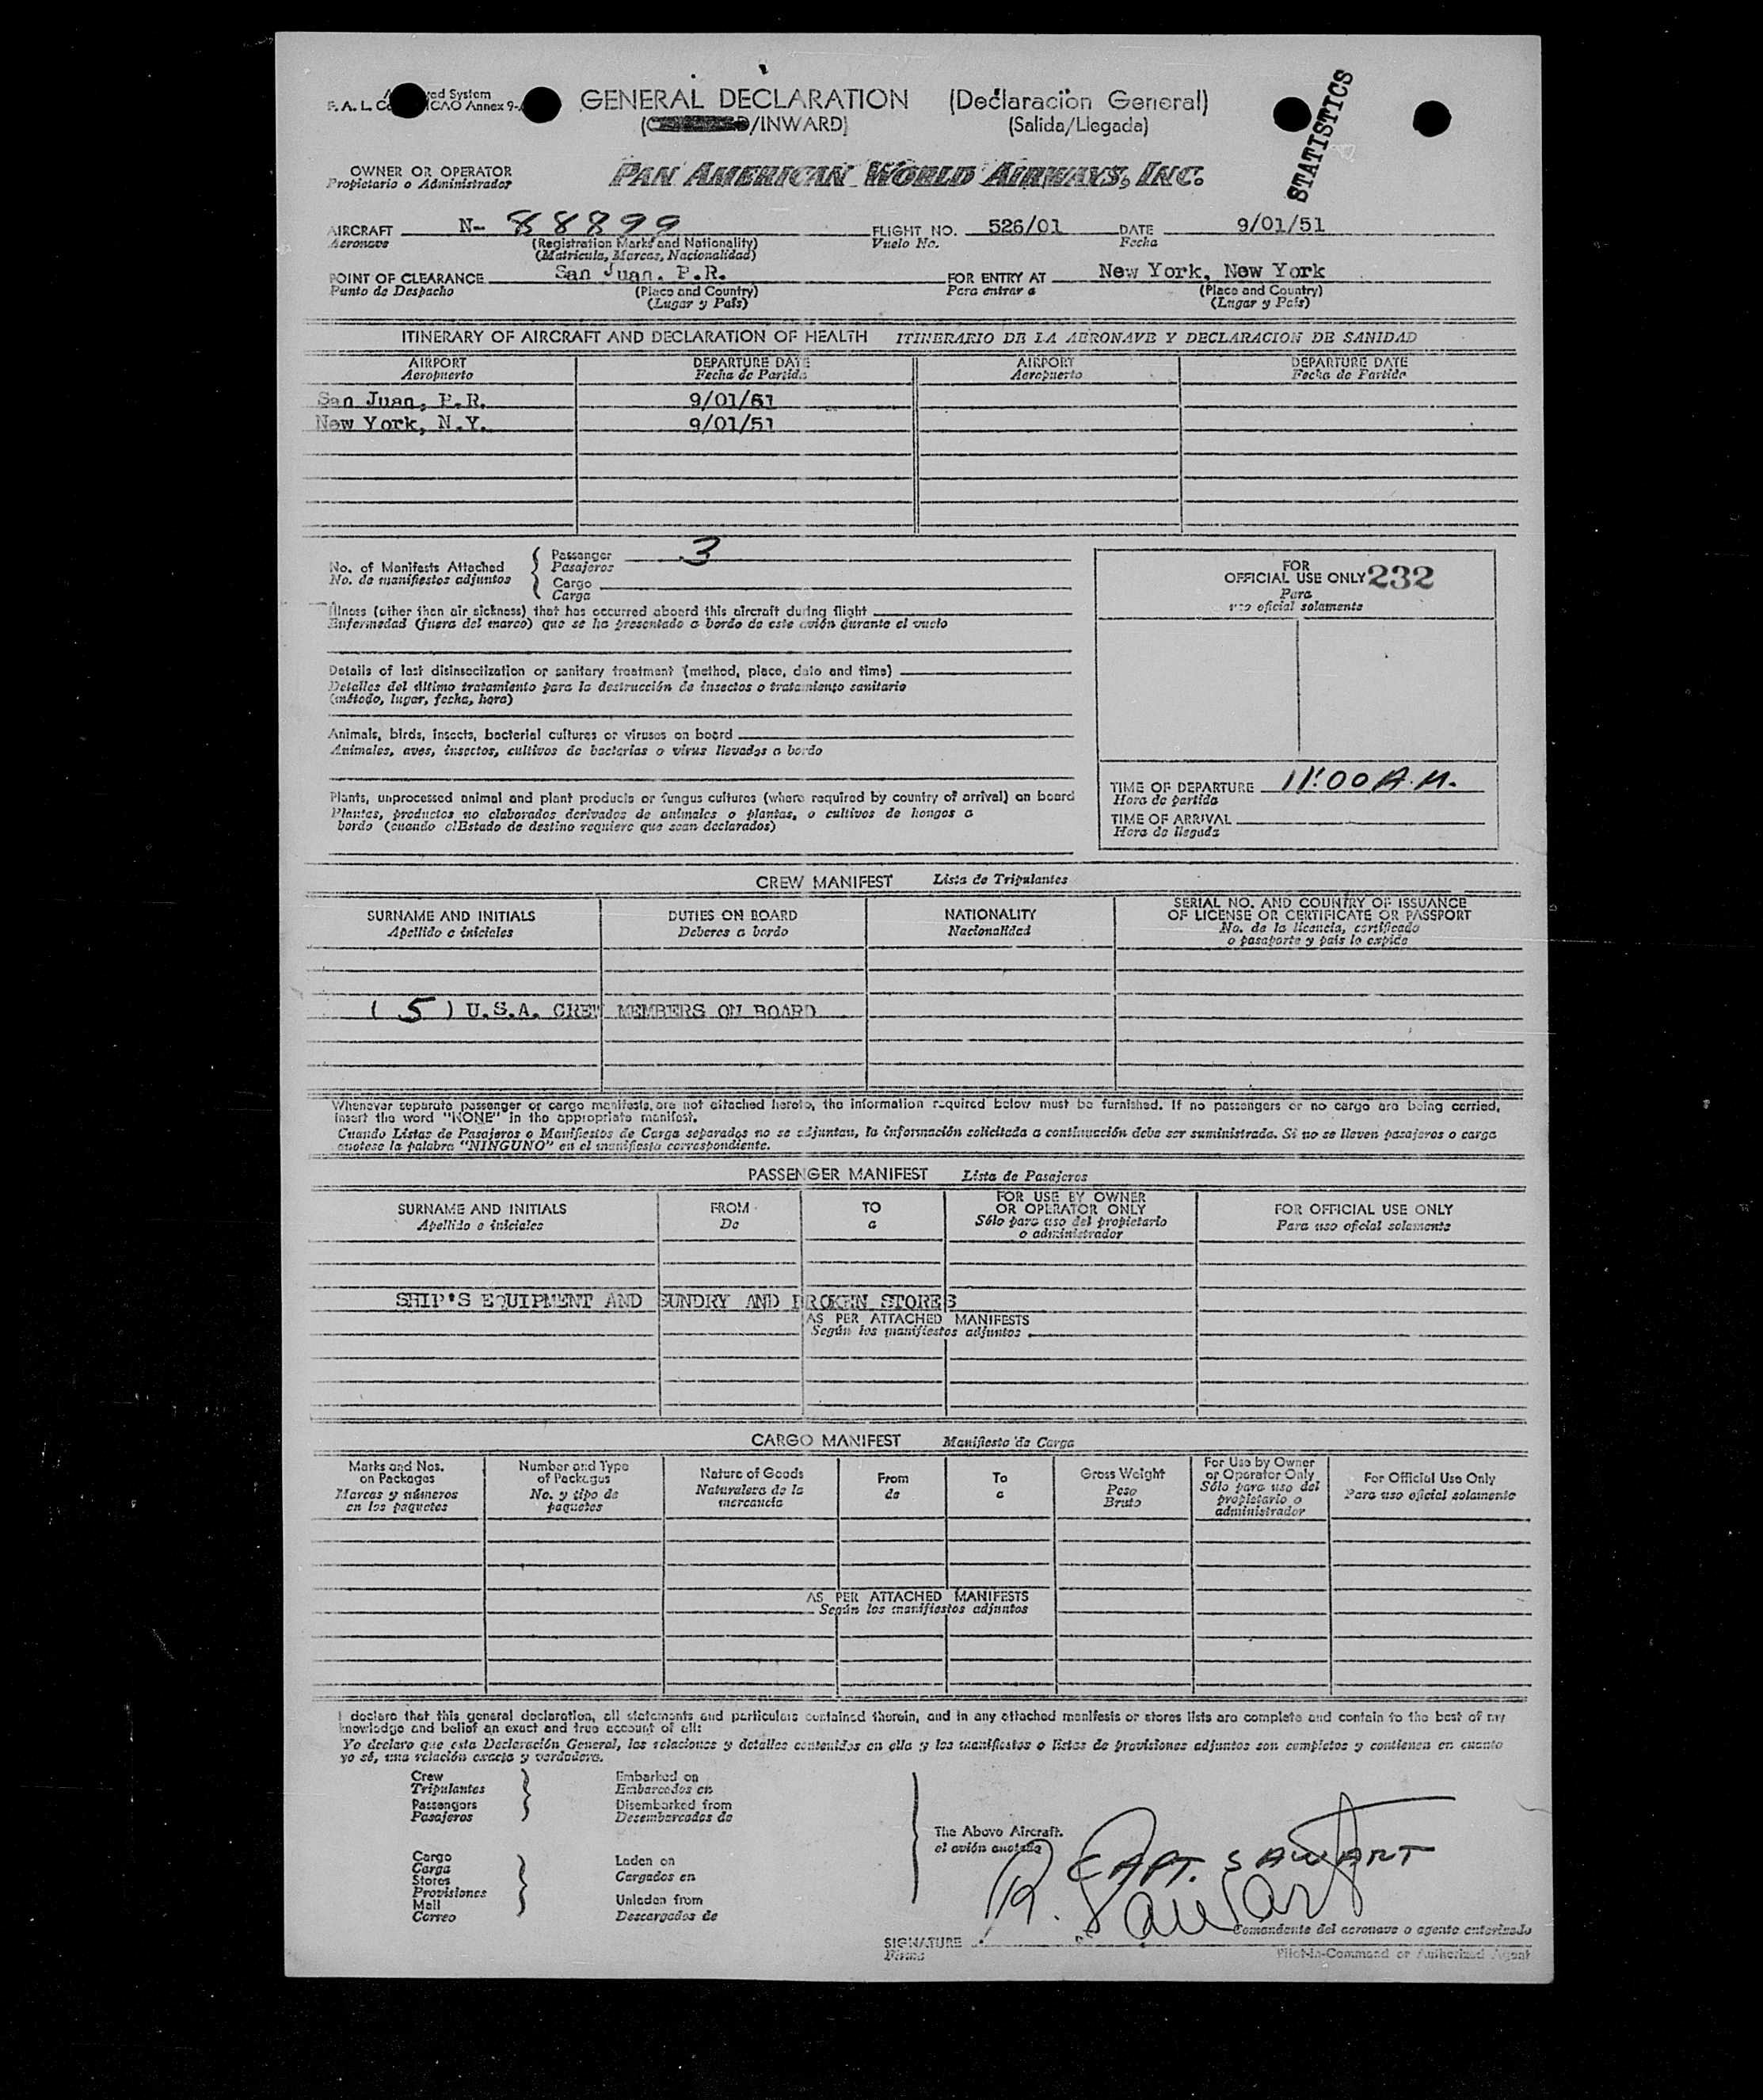 GENERAL DECLARATION (Declaración General)
F. A. L. ICAO Annex 9-
(/INWARD) (Salida/Llegada)
STATISTICS
OWNER OR OPERATOR
Propietario o Administrador
PAN AMERICAN WORLD AIRWAYS, INC.
AIRCRAFT N- 88899 FLIGHT NO. 526/01 DATE 9/01/51
Aeronave (Registration Marks and Nationality) Vuelo No. Fecha
(Matricula, Marcas, Nacionalidad)
POINT OF CLEARANCE San Juan. P.R. FOR ENTRY AT New York, New York
Punto de Despacho (Place and Country) Para entrar a (Place and Country)
(Lugar y País) (Lugar y País)
ITINERARY OF AIRCRAFT AND DECLARATION OF HEALTH ITINERARIO DE LA AERONAVE Y DECLARACION DE SANIDAD
AIRPORT DEPARTURE DATE AIRPORT DEPARTURE DATE
Aeropuerto Fecha de Partida Aeropuerto Fecha de Partida
San Juan, P.R. 9/01/51
New York, N.Y. 9/01/51
No. of Manifests Attached
No. de manifiestos adjuntos
Passenger 3
Pasajeros
Cargo
Carga
FOR
OFFICIAL USE ONLY 232
Para
uso oficial solamente
Illness (other than air sickness) that has occurred aboard this aircraft during flight
Enfermedad (fuera del mareo) que se ha presentado a bordo de este avión durante el vuelo
Details of last disinsectization or sanitary treatment (method, place, date and time)
Detalles del último tratamiento para la destrucción de insectos o tratamiento sanitario
(método, lugar, fecha, hora)
Animals, birds, insects, bacterial cultures or viruses on board
Animales, aves, insectos, cultivos de bacterias o virus llevados a bordo
Plants, unprocessed animal and plant products or fungus cultures (where required by country of arrival) on board
Plantas, productos no elaborados derivados de animales o plantas, o cultivos de hongos a
bordo (cuando elEstado de destino requiere que sean declarados)
TIME OF DEPARTURE 11:00 A.M.
Hora de partida
TIME OF ARRIVAL
Hora de llegada
CREW MANIFEST Lista de Tripulantes
SURNAME AND INITIALS DUTIES ON BOARD NATIONALITY SERIAL NO. AND COUNTRY OF ISSUANCE
OF LICENSE OR CERTIFICATE OR PASSPORT
Apellido e iniciales Deberes a bordo Nacionalidad No. de la licencia, certificado
o pasaporte y país lo expide
( 5 ) U.S.A. CREW MEMBERS ON BOARD
Whenever separate passenger or cargo manifests are not attached hereto, the information required below must be furnished. If no passengers or no cargo are being carried,
insert the word "NONE" in the appropriate manifest.
Cuando Listas de Pasajeros o Manifiestos de Carga separados no se adjuntan, la información solicitada a continuación debe ser suministrada. Si no se lleven pasajeros o carga
anotese la palabra "NINGUNO" en el manifiesto correspondiente.
PASSENGER MANIFEST Lista de Pasajeros
SURNAME AND INITIALS FROM TO FOR USE BY OWNER
OR OPERATOR ONLY FOR OFFICIAL USE ONLY
Apellido e iniciales De a Sólo para uso del propietario
o administrador Para uso oficial solamente
SHIP'S EQUIPMENT AND SUNDRY AND BROKEN STORES
AS PER ATTACHED MANIFESTS
Según los manifiestos adjuntos
CARGO MANIFEST Manifiesto de Carga
Marks and Nos.
on Packages
Marcas y números
en los paquetes
Number and Type
of Packages
No. y tipo de
paquetes
Nature of Goods
Naturaleza de la
mercancía
From
de
To
a
Gross Weight
Peso
Bruto
For Use by Owner
or Operator Only
Sólo para uso del
propietario o
administrador
For Official Use Only
Para uso oficial solamente
AS PER ATTACHED MANIFESTS
Según los manifiestos adjuntos
I declare that this general declaration, all statements and particulars contained therein, and in any attached manifests or stores lists are complete and contain to the best of my
knowledge and belief an exact and true account of all:
Yo declaro que esta Declaración General, las relaciones y detalles contenidos en ella y los manifiestos o listas de provisiones adjuntos son completos y contienen en cuanto
yo sé, una relación exacta y verdadera.
Crew
Tripulantes
Passengers
Pasajeros
Embarked on
Embarcados en
Disembarked from
Desembarcados de
Cargo
Carga
Stores
Provisiones
Mail
Correo
Laden on
Cargados en
Unladen from
Descargados de
The Above Aircraft.
el avión anotado
CAPT. SAWART
R. Sawart
Comandante del aeronave o agente autorizado
SIGNATURE
Firma
Pilot-in-Command or Authorized Agent